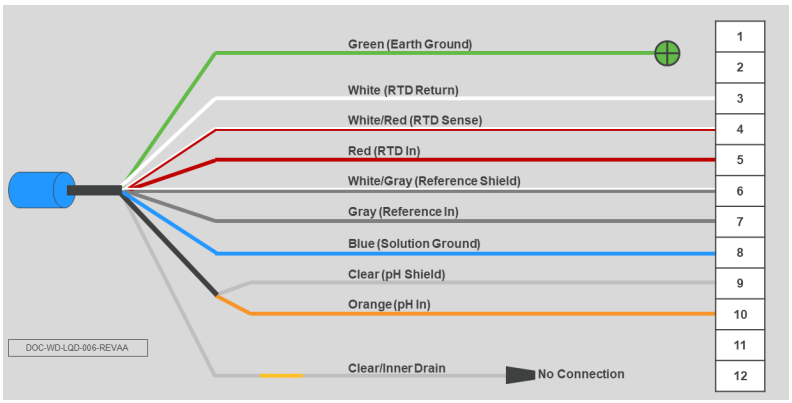 Green (Earth Ground)
1
2
White (RTD Return)
3
White/Red (RTD Sense)
4
Red (RTD In)
5
White/Gray (Reference Shield)
6
Gray (Reference In)
7
Blue (Solution Ground)
8
Clear (pH Shield)
9
Orange (pH In)
10
DOC-WD-LQD-006-REVAA
11
Clear/Inner Drain
No Connection
12